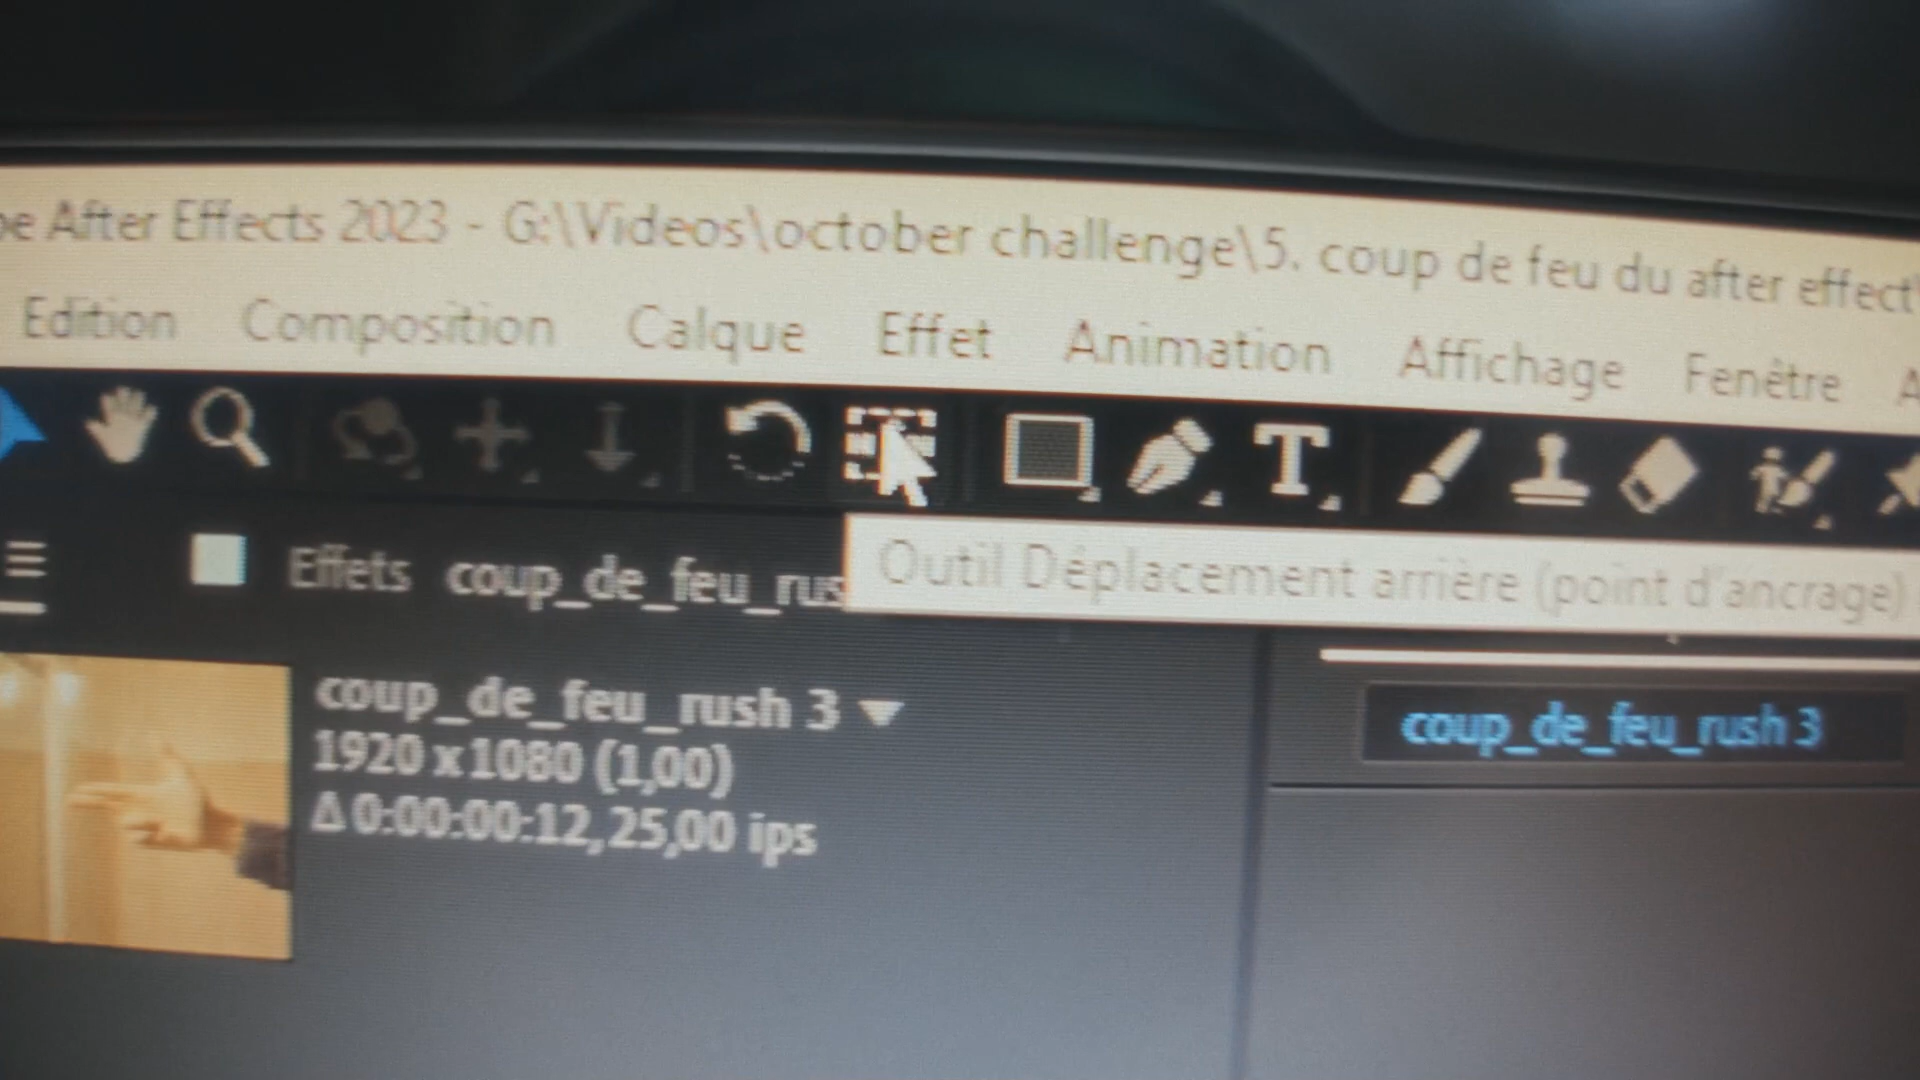 be After Effects 2023 - G:\Videos\october challenge\5. coup de feu du after effect\
Edition Composition Calque Effet Animation Affichage Fenêtre A
T
Effets coup_de_feu_rus
Outil Déplacement arrière (point d'ancrage)
coup_de_feu_rush 3
1920 x 1080 (1,00)
Δ 0:00:00:12, 25,00 ips
coup_de_feu_rush 3